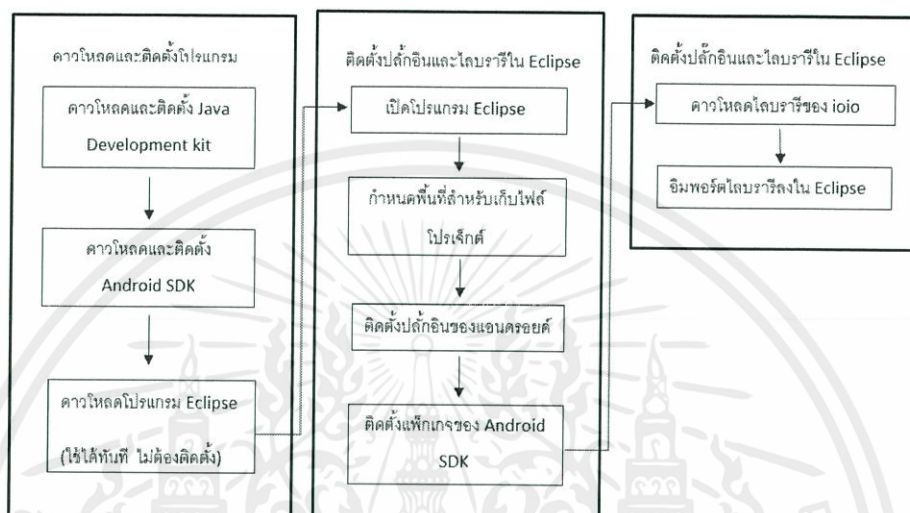 ดาวโหลดและติดตั้งโปรแกรม
ดาวโหลดและติดตั้ง Java
Development kit
ดาวโหลดและติดตั้ง
Android SDK
ดาวโหลดโปรแกรม Eclipse
(ใช้ได้ทันที ไม่ต้องติดตั้ง)
ติดตั้งปลั๊กอินและไลบรารีใน Eclipse
เปิดโปรแกรม Eclipse
กำหนดพื้นที่สำหรับเก็บไฟล์
โปรเจ็กต์
ติดตั้งปลั๊กอินของแอนดรอยด์
ติดตั้งแพ็กเกจของ Android
SDK
ติดตั้งปลั๊กอินและไลบรารีใน Eclipse
ดาวโหลดไลบรารีของ ioio
อิมพอร์ตไลบรารีลงใน Eclipse